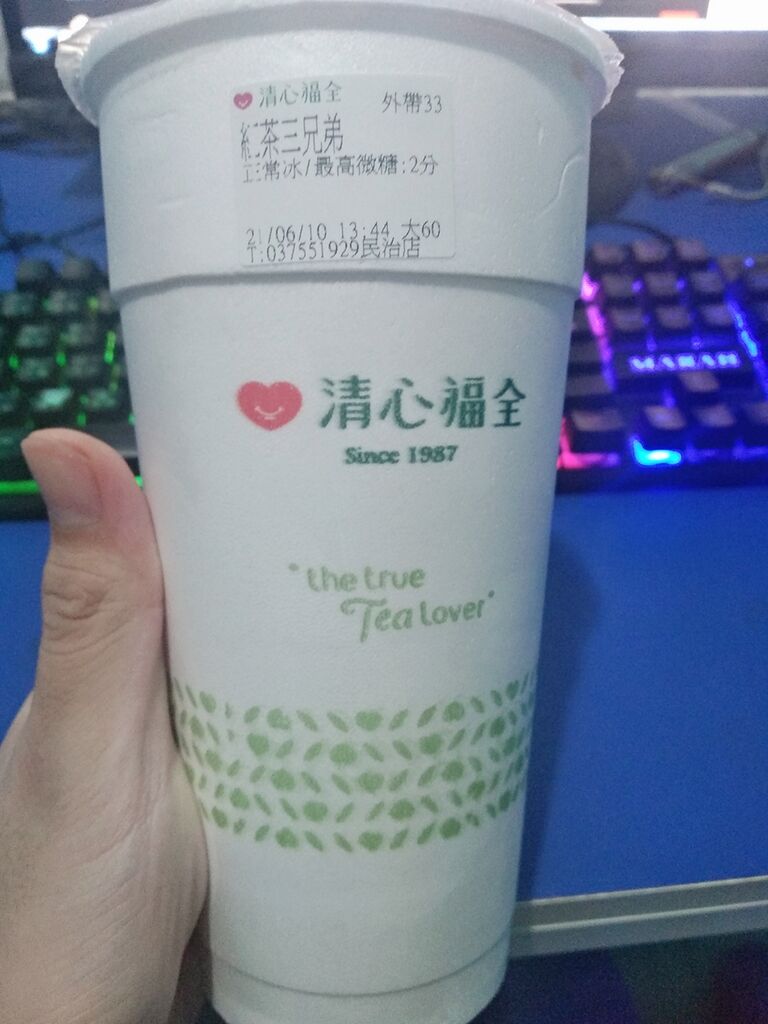 清心福全
外帶33
紅茶三兄弟
正常冰/最高微糖:2分
21/06/10 13:44 大60
T:037551929民治店
清心福全
Since 1987
"the true
Tea Lover"
MARAH